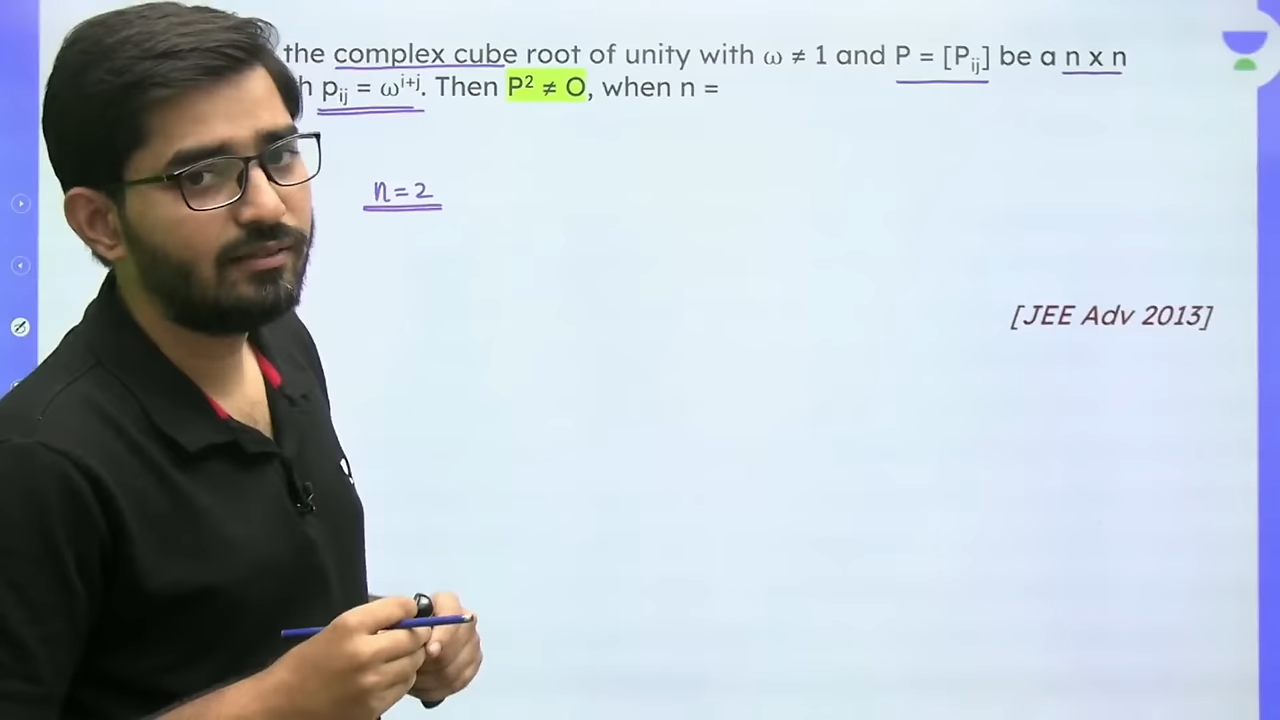 the complex cube root of unity with ω ≠ 1 and P = [Pᵢⱼ] be a n x n
pᵢⱼ = ωⁱ⁺ʲ. Then P² ≠ O, when n =
n=2
[JEE Adv 2013]